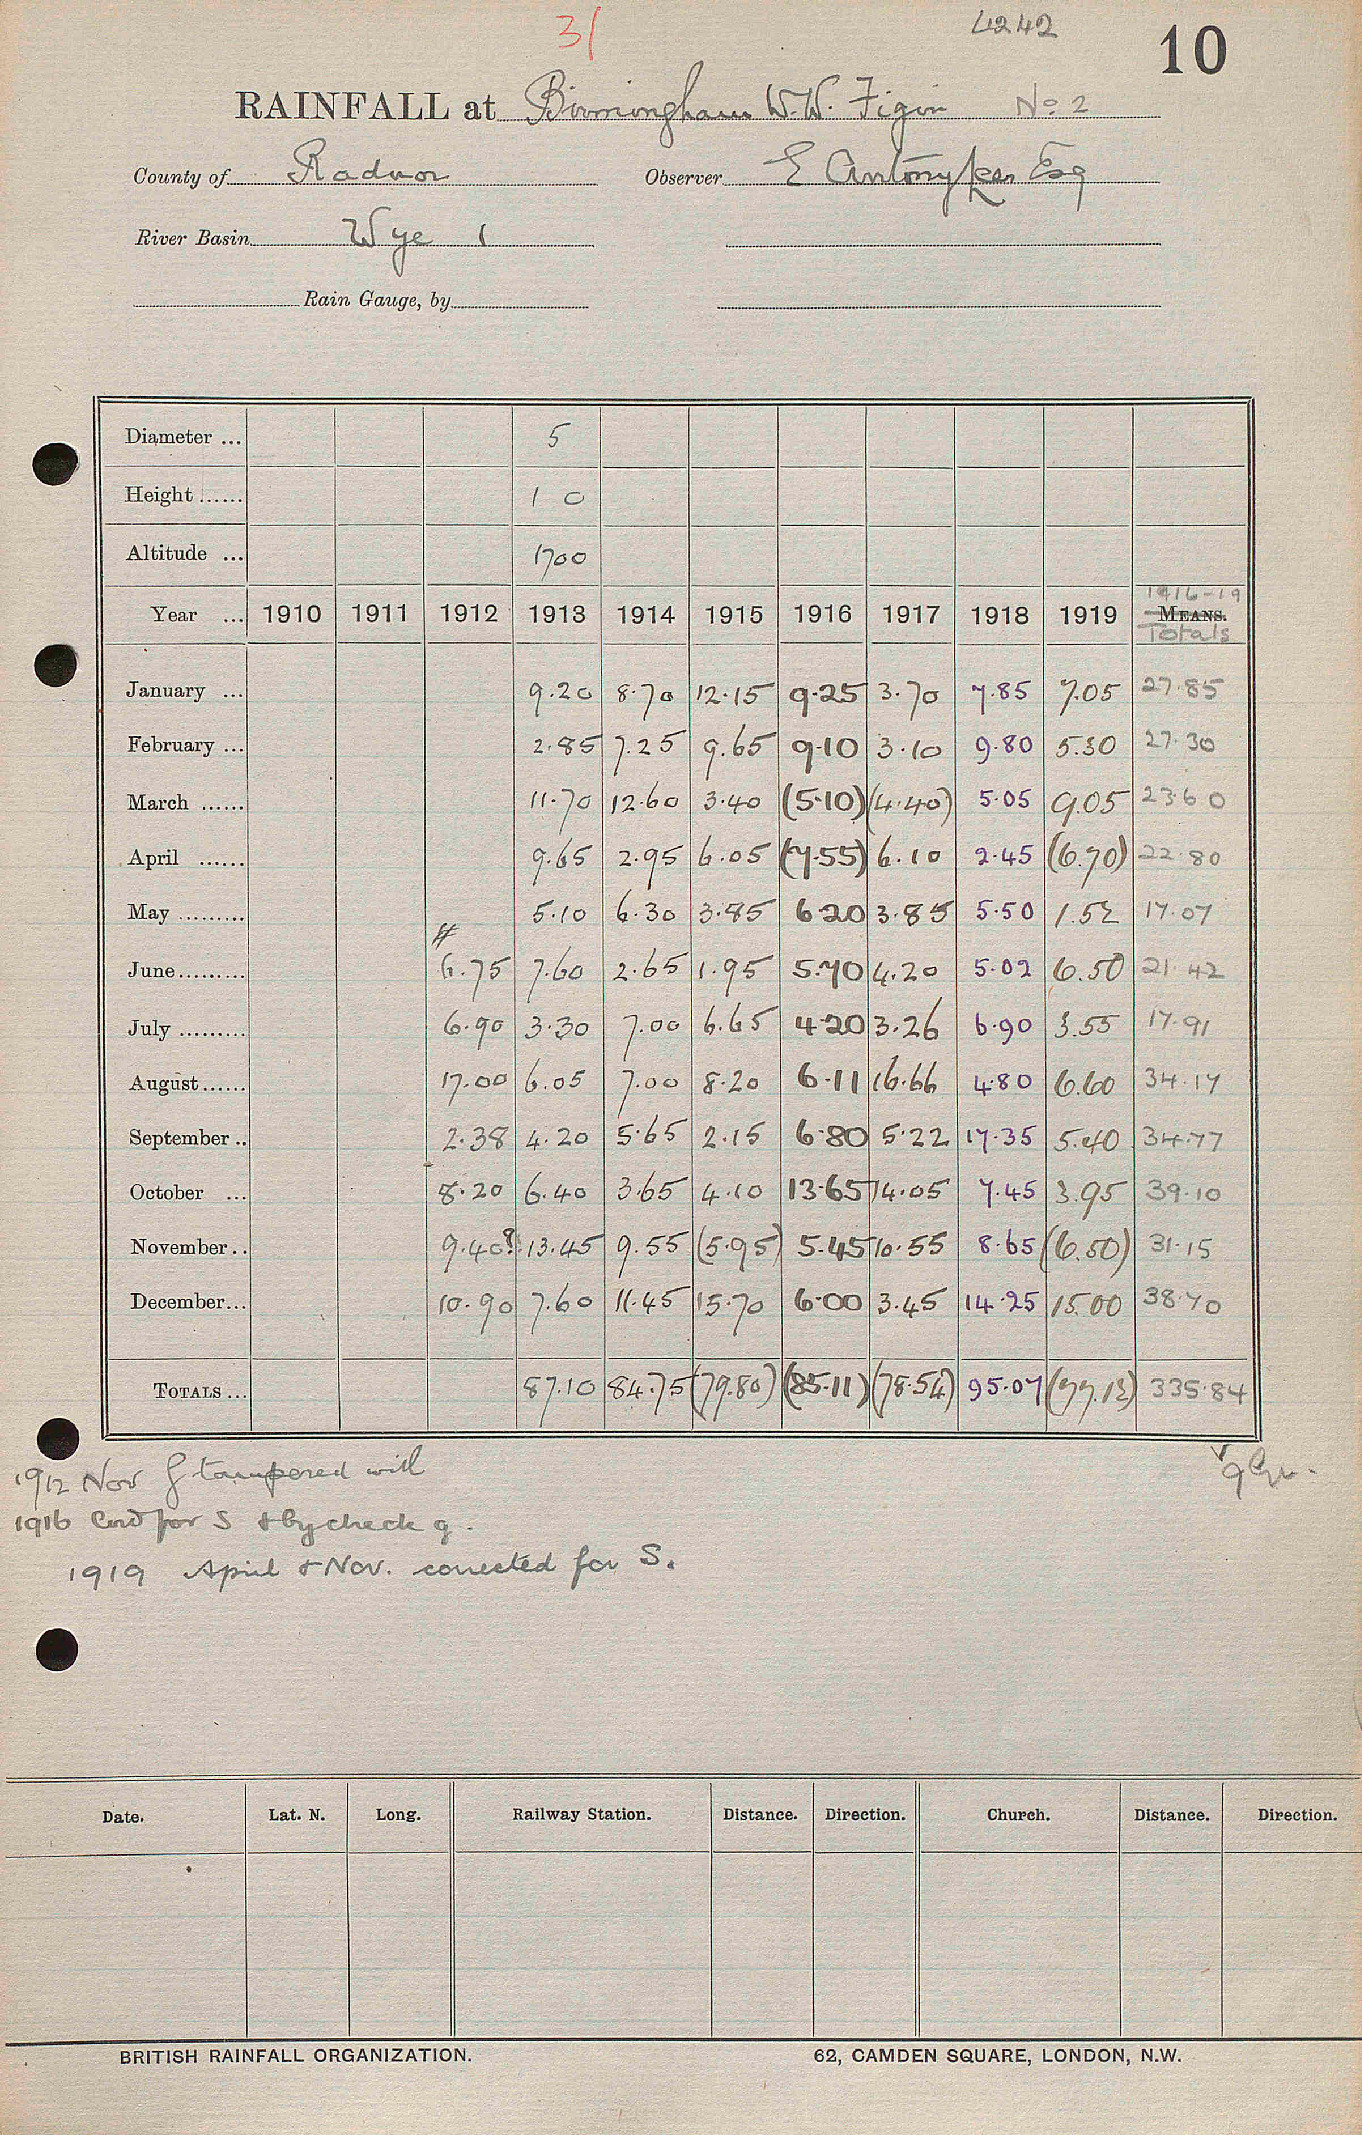 31
4242
10
RAINFALL at Birmingham W.W. Figin No 2
County of Radnor Observer E Antony Lees Esq
River Basin Wye 1
Rain Gauge, by
Diameter ... 5
Height ...... 1 0
Altitude ... 1700
Year ... 1910 1911 1912 1913 1914 1915 1916 1917 1918 1919 1916-19 MEANS. Totals
January ... 9.20 8.70 12.15 9.25 3.70 7.85 7.05 27.85
February ... 2.85 7.25 9.65 9.10 3.10 9.80 5.30 27.30
March ...... 11.70 12.60 3.40 (5.10) (4.40) 5.05 9.05 23.60
April ...... 9.65 2.95 6.05 (7.55) 6.10 2.45 (6.70) 22.80
May ......... 5.10 6.30 3.85 6.20 3.85 5.50 1.52 17.07
June ......... # 6.75 7.60 2.65 1.95 5.70 4.20 5.02 6.50 21.42
July ......... 6.90 3.30 7.00 6.65 4.20 3.26 6.90 3.55 17.91
August ...... 17.00 6.05 7.00 8.20 6.11 16.66 4.80 6.60 34.17
September .. 2.38 4.20 5.65 2.15 6.80 5.22 17.35 5.40 34.77
October ... 8.20 6.40 3.65 4.10 13.65 14.05 7.45 3.95 39.10
November .. 9.40? 13.45 9.55 (5.95) 5.45 10.55 8.65 (6.50) 31.15
December ... 10.90 7.60 11.45 15.70 6.00 3.45 14.25 15.00 38.70
TOTALS ... 87.10 84.75 (79.80) (85.11) (78.54) 95.07 (77.12) 335.84
1912 Nov g tampered with
1916 Cord for S & by check g.
1919 April & Nov. corrected for S.
Date. Lat. N. Long. Railway Station. Distance. Direction. Church. Distance. Direction.
BRITISH RAINFALL ORGANIZATION. 62, CAMDEN SQUARE, LONDON, N.W.